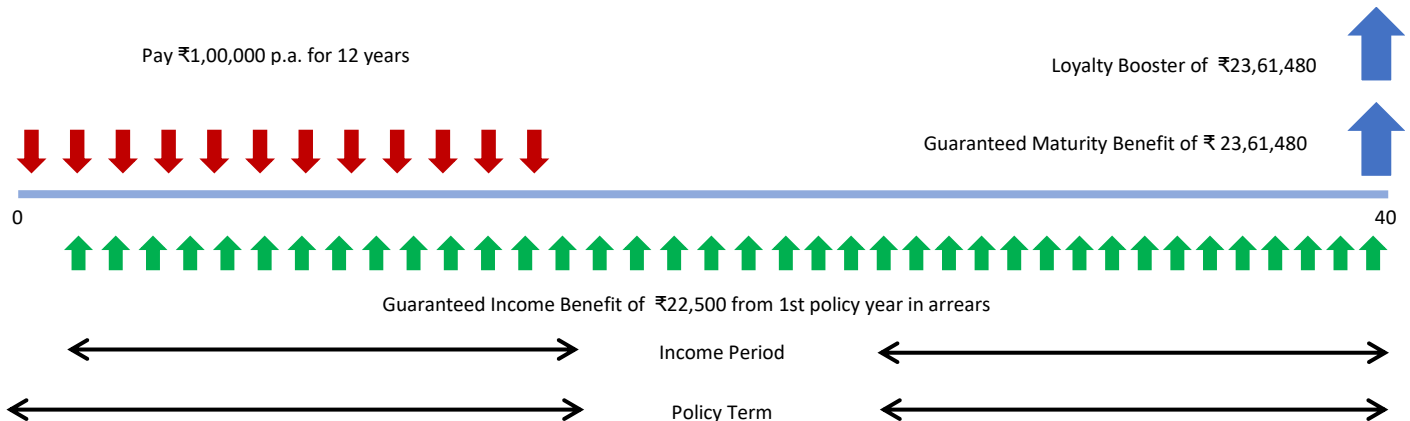 Pay ₹1,00,000 p.a. for 12 years
Loyalty Booster of ₹23,61,480
Guaranteed Maturity Benefit of ₹ 23,61,480
0
40
Guaranteed Income Benefit of ₹22,500 from 1st policy year in arrears
Income Period
Policy Term